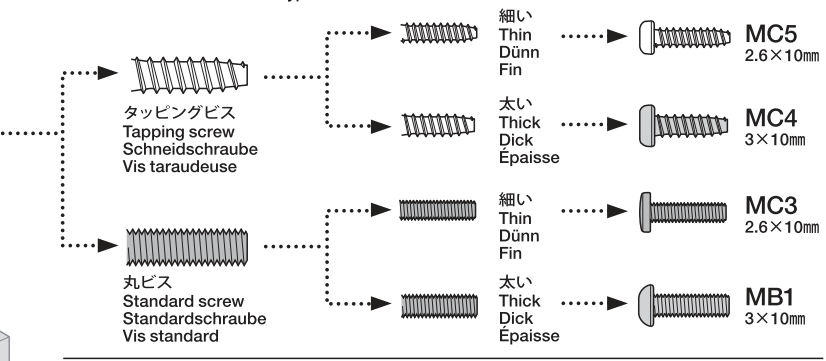 細い
Thin
Dünn
Fin
MC5
2.6×10㎜
タッピングビス
Tapping screw
Schneidschraube
Vis taraudeuse
太い
Thick
Dick
Épaisse
MC4
3×10㎜
細い
Thin
Dünn
Fin
MC3
2.6×10㎜
丸ビス
Standard screw
Standardschraube
Vis standard
太い
Thick
Dick
Épaisse
MB1
3×10㎜